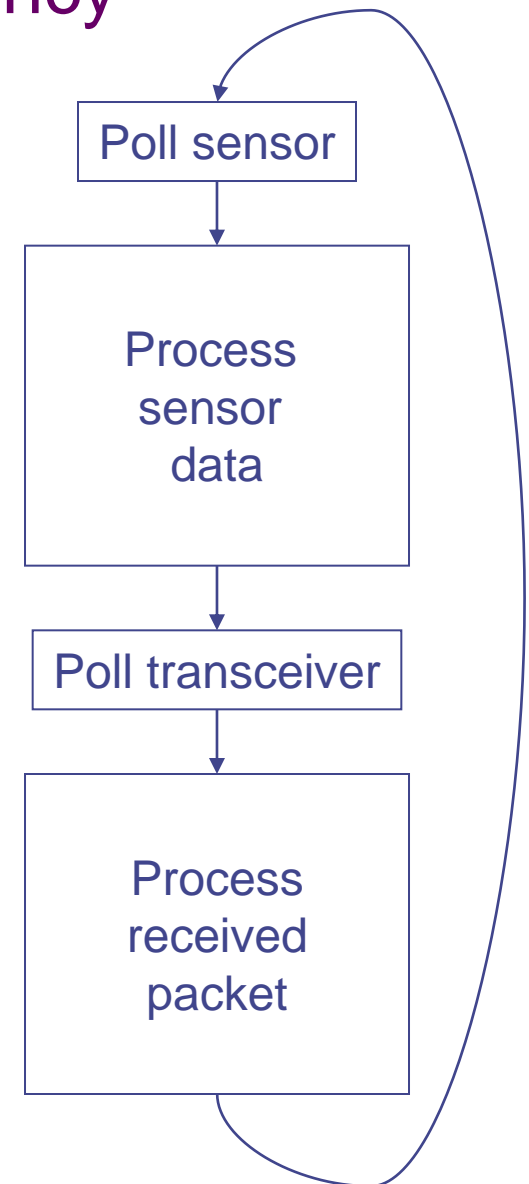 Poll sensor
Process
sensor
data
Poll transceiver
Process
received
packet